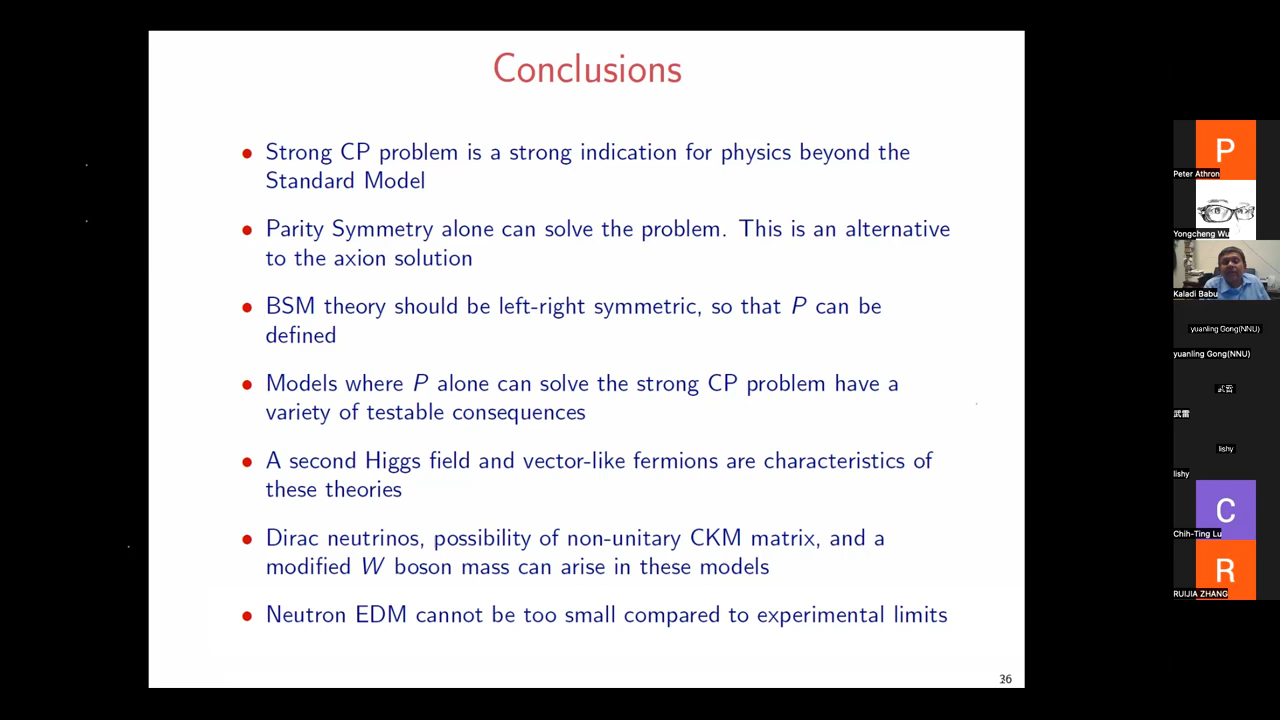 Conclusions
• Strong CP problem is a strong indication for physics beyond the
Standard Model
• Parity Symmetry alone can solve the problem. This is an alternative
to the axion solution
• BSM theory should be left-right symmetric, so that P can be
defined
• Models where P alone can solve the strong CP problem have a
variety of testable consequences
• A second Higgs field and vector-like fermions are characteristics of
these theories
• Dirac neutrinos, possibility of non-unitary CKM matrix, and a
modified W boson mass can arise in these models
• Neutron EDM cannot be too small compared to experimental limits
36
P
Peter Athron
Yongcheng Wu
Kaladi Babu
yuanling Gong(NNU)
yuanling Gong(NNU)
武雷
武雷
lishy
lishy
C
Chih-Ting Lu
R
RUIJIA ZHANG